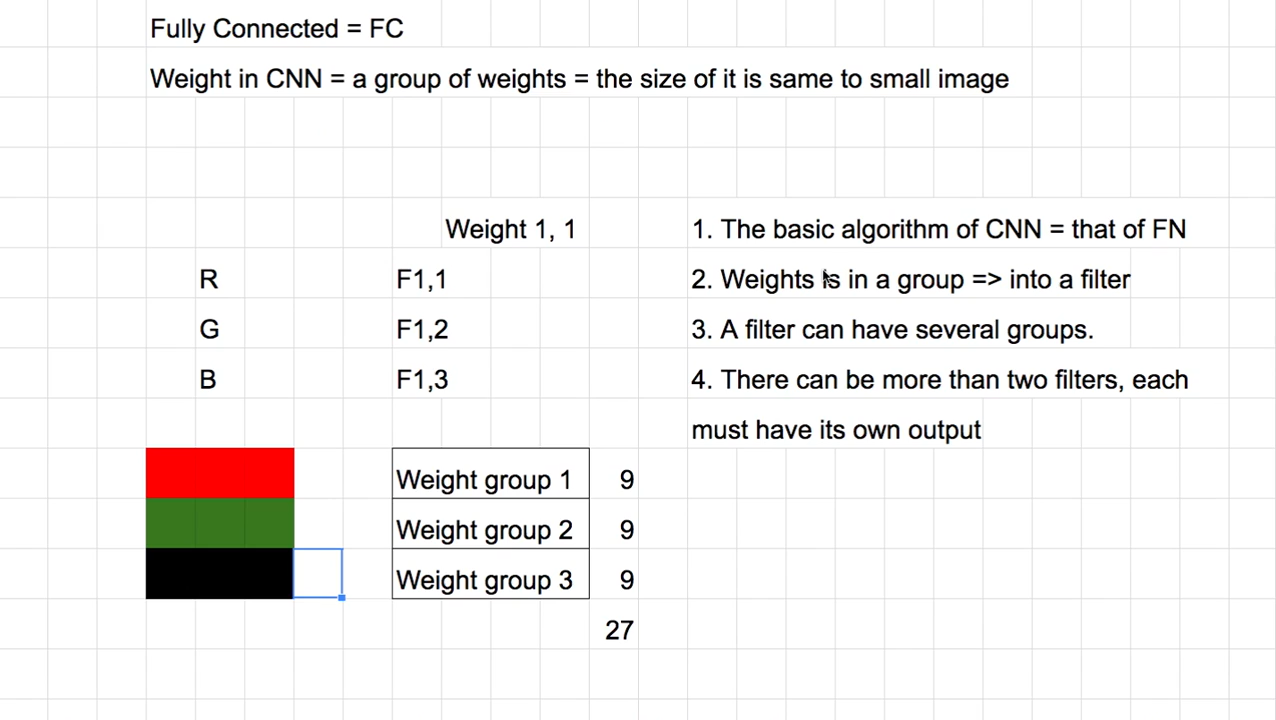 Fully Connected = FC
Weight in CNN = a group of weights = the size of it is same to small image
Weight 1, 1
R F1,1
G F1,2
B F1,3
1. The basic algorithm of CNN = that of FN
2. Weights is in a group => into a filter
3. A filter can have several groups.
4. There can be more than two filters, each
must have its own output
Weight group 1 9
Weight group 2 9
Weight group 3 9
27